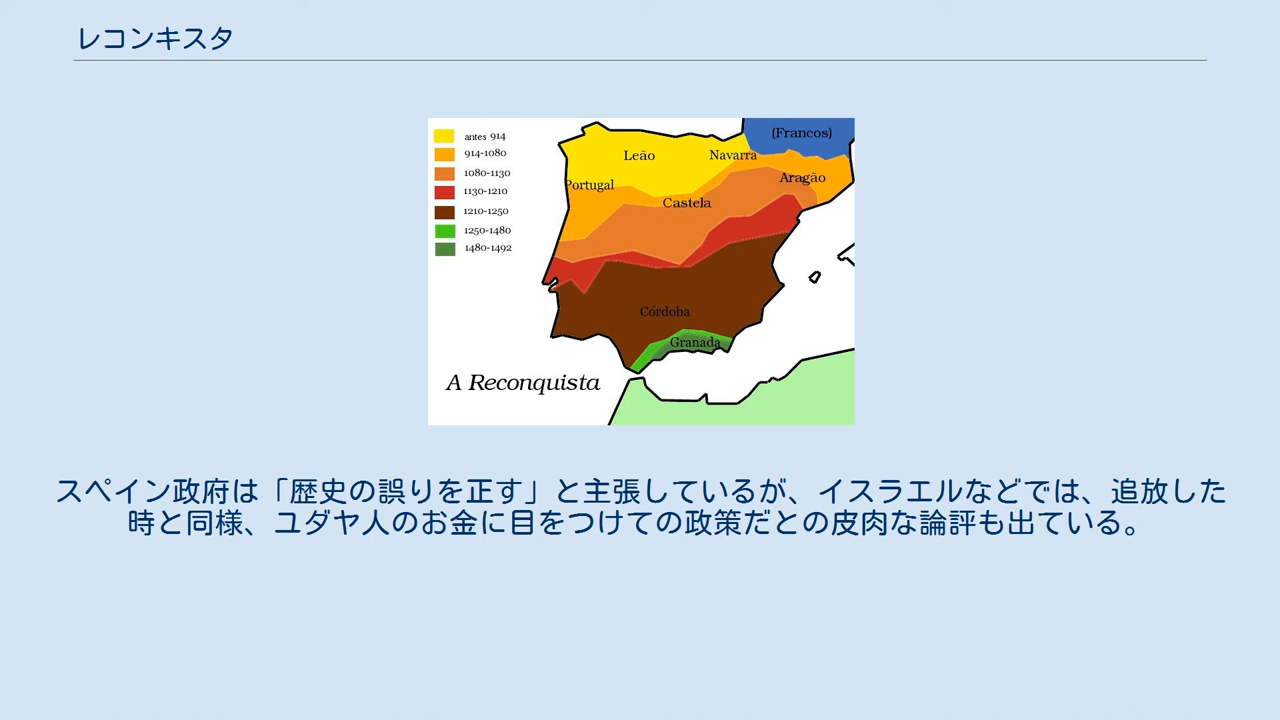 レコンキスタ
antes 914
914-1080
1080-1130
1130-1210
1210-1250
1250-1480
1480-1492
(Francos)
Leão
Navarra
Aragão
Portugal
Castela
Córdoba
Granada
A Reconquista
スペイン政府は「歴史の誤りを正す」と主張しているが、イスラエルなどでは、追放した
時と同様、ユダヤ人のお金に目をつけての政策だとの皮肉な論評も出ている。